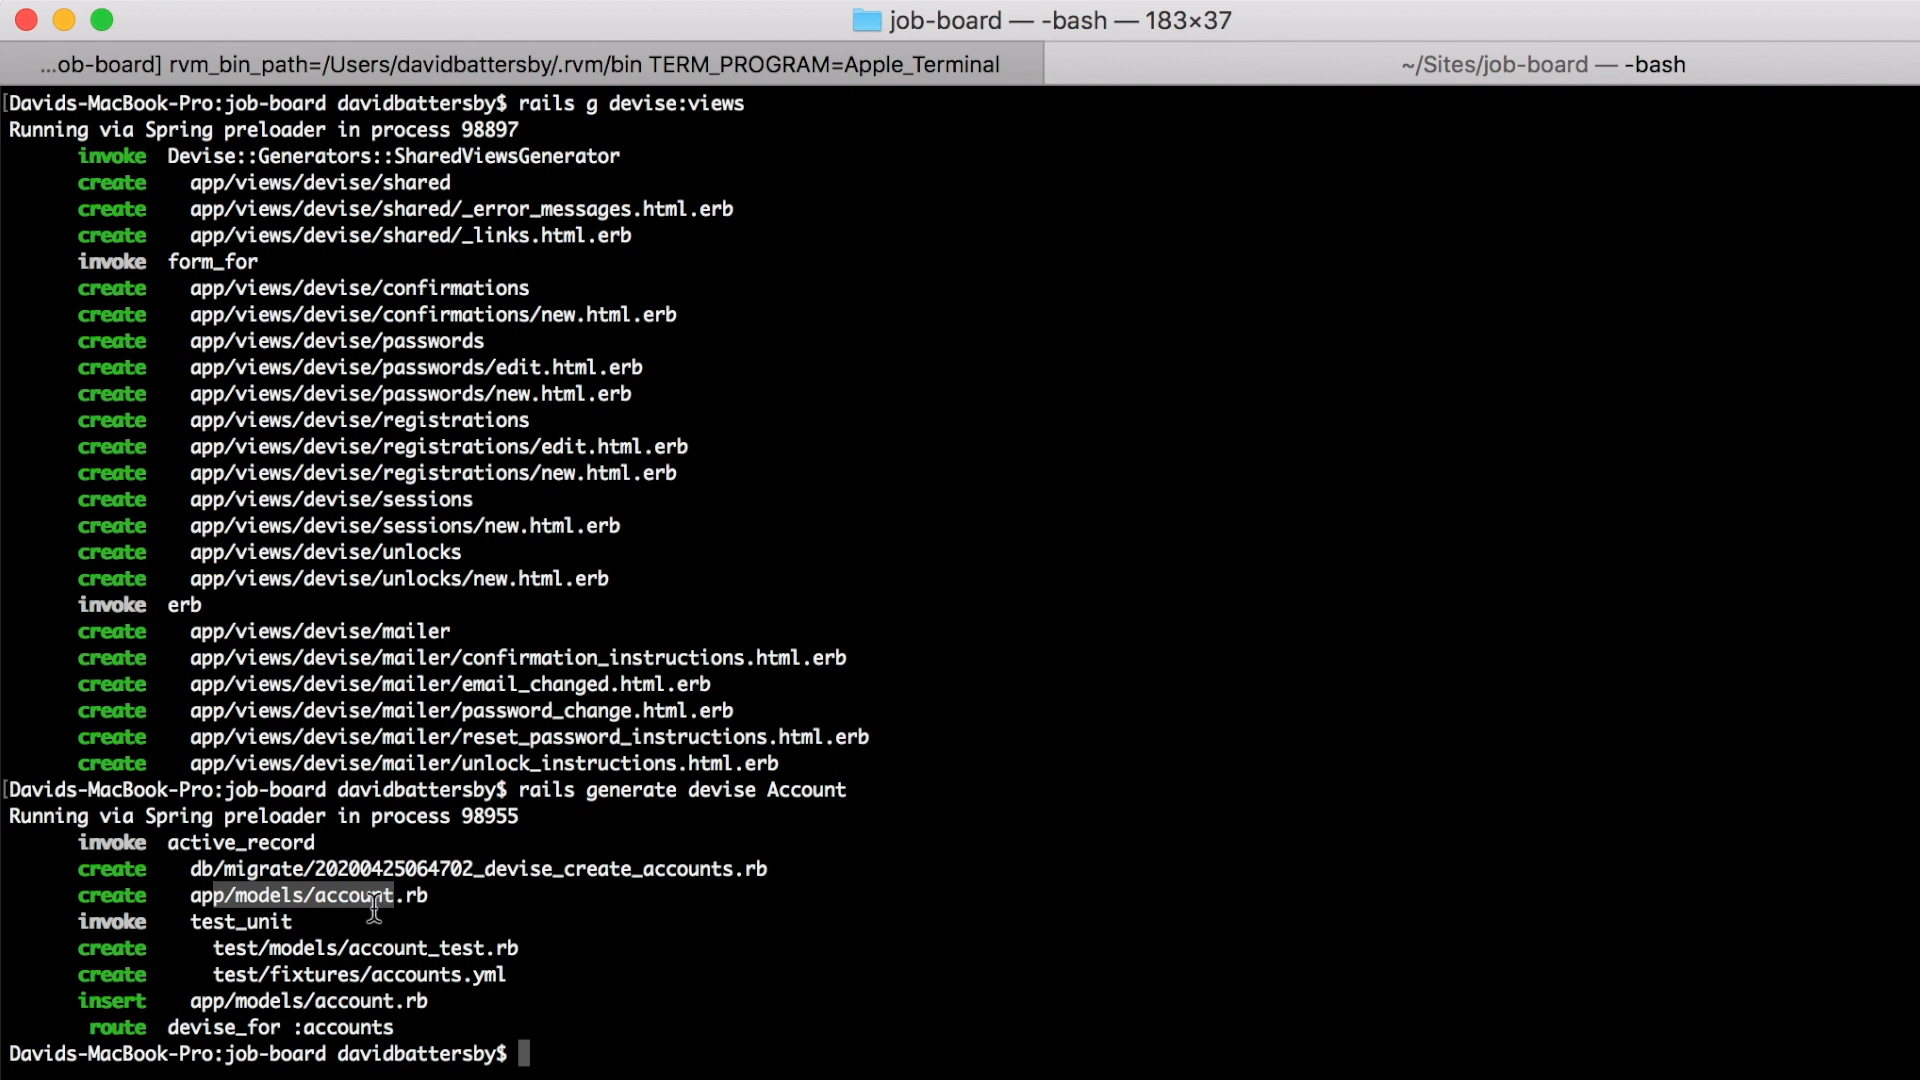 job-board — -bash — 183×37
...ob-board] rvm_bin_path=/Users/davidbattersby/.rvm/bin TERM_PROGRAM=Apple_Terminal
~/Sites/job-board — -bash
[Davids-MacBook-Pro:job-board davidbattersby$ rails g devise:views
Running via Spring preloader in process 98897
invoke  Devise::Generators::SharedViewsGenerator
create    app/views/devise/shared
create    app/views/devise/shared/_error_messages.html.erb
create    app/views/devise/shared/_links.html.erb
invoke  form_for
create    app/views/devise/confirmations
create    app/views/devise/confirmations/new.html.erb
create    app/views/devise/passwords
create    app/views/devise/passwords/edit.html.erb
create    app/views/devise/passwords/new.html.erb
create    app/views/devise/registrations
create    app/views/devise/registrations/edit.html.erb
create    app/views/devise/registrations/new.html.erb
create    app/views/devise/sessions
create    app/views/devise/sessions/new.html.erb
create    app/views/devise/unlocks
create    app/views/devise/unlocks/new.html.erb
invoke  erb
create    app/views/devise/mailer
create    app/views/devise/mailer/confirmation_instructions.html.erb
create    app/views/devise/mailer/email_changed.html.erb
create    app/views/devise/mailer/password_change.html.erb
create    app/views/devise/mailer/reset_password_instructions.html.erb
create    app/views/devise/mailer/unlock_instructions.html.erb
[Davids-MacBook-Pro:job-board davidbattersby$ rails generate devise Account
Running via Spring preloader in process 98955
invoke  active_record
create    db/migrate/20200425064702_devise_create_accounts.rb
create    app/models/account.rb
invoke    test_unit
create      test/models/account_test.rb
create      test/fixtures/accounts.yml
insert    app/models/account.rb
route  devise_for :accounts
Davids-MacBook-Pro:job-board davidbattersby$